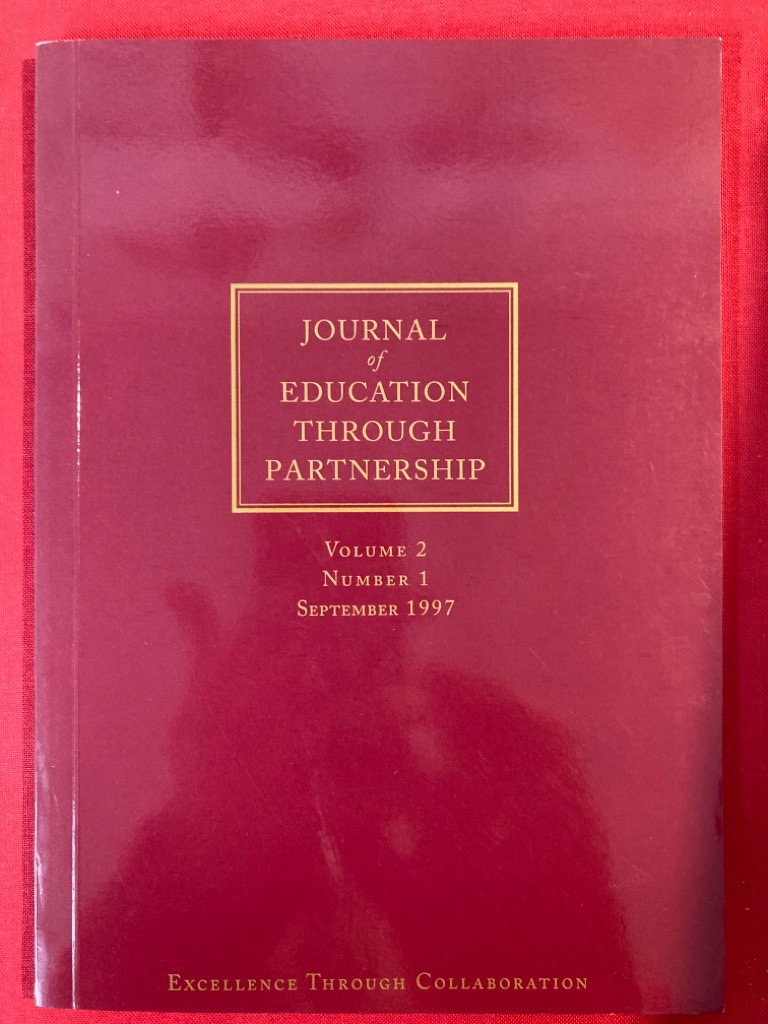 JOURNAL
of
EDUCATION
THROUGH
PARTNERSHIP
VOLUME 2
NUMBER 1
SEPTEMBER 1997
EXCELLENCE THROUGH COLLABORATION